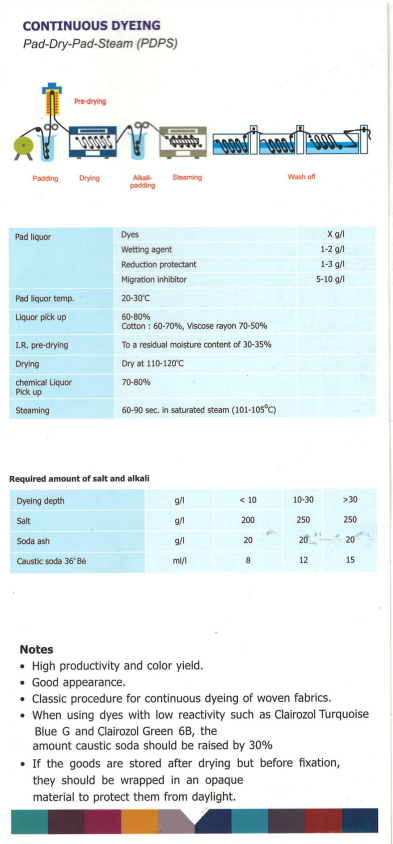 CONTINUOUS DYEING
Pad-Dry-Pad-Steam (PDPS)
Pre-drying
Padding Drying Alkali- Steaming Wash off
padding
Pad liquor Dyes X g/l
Wetting agent 1-2 g/l
Reduction protectant 1-3 g/l
Migration inhibitor 5-10 g/l
Pad liquor temp. 20-30°C
Liquor pick up 60-80%
Cotton : 60-70%, Viscose rayon 70-50%
I.R. pre-drying To a residual moisture content of 30-35%
Drying Dry at 110-120°C
chemical Liquor 70-80%
Pick up
Steaming 60-90 sec. in saturated steam (101-105°C)
Required amount of salt and alkali
Dyeing depth g/l < 10 10-30 >30
Salt g/l 200 250 250
Soda ash g/l 20 20 20
Caustic soda 36°Bé ml/l 8 12 15
Notes
• High productivity and color yield.
• Good appearance.
• Classic procedure for continuous dyeing of woven fabrics.
• When using dyes with low reactivity such as Clairozol Turquoise
Blue G and Clairozol Green 6B, the
amount caustic soda should be raised by 30%
• If the goods are stored after drying but before fixation,
they should be wrapped in an opaque
material to protect them from daylight.